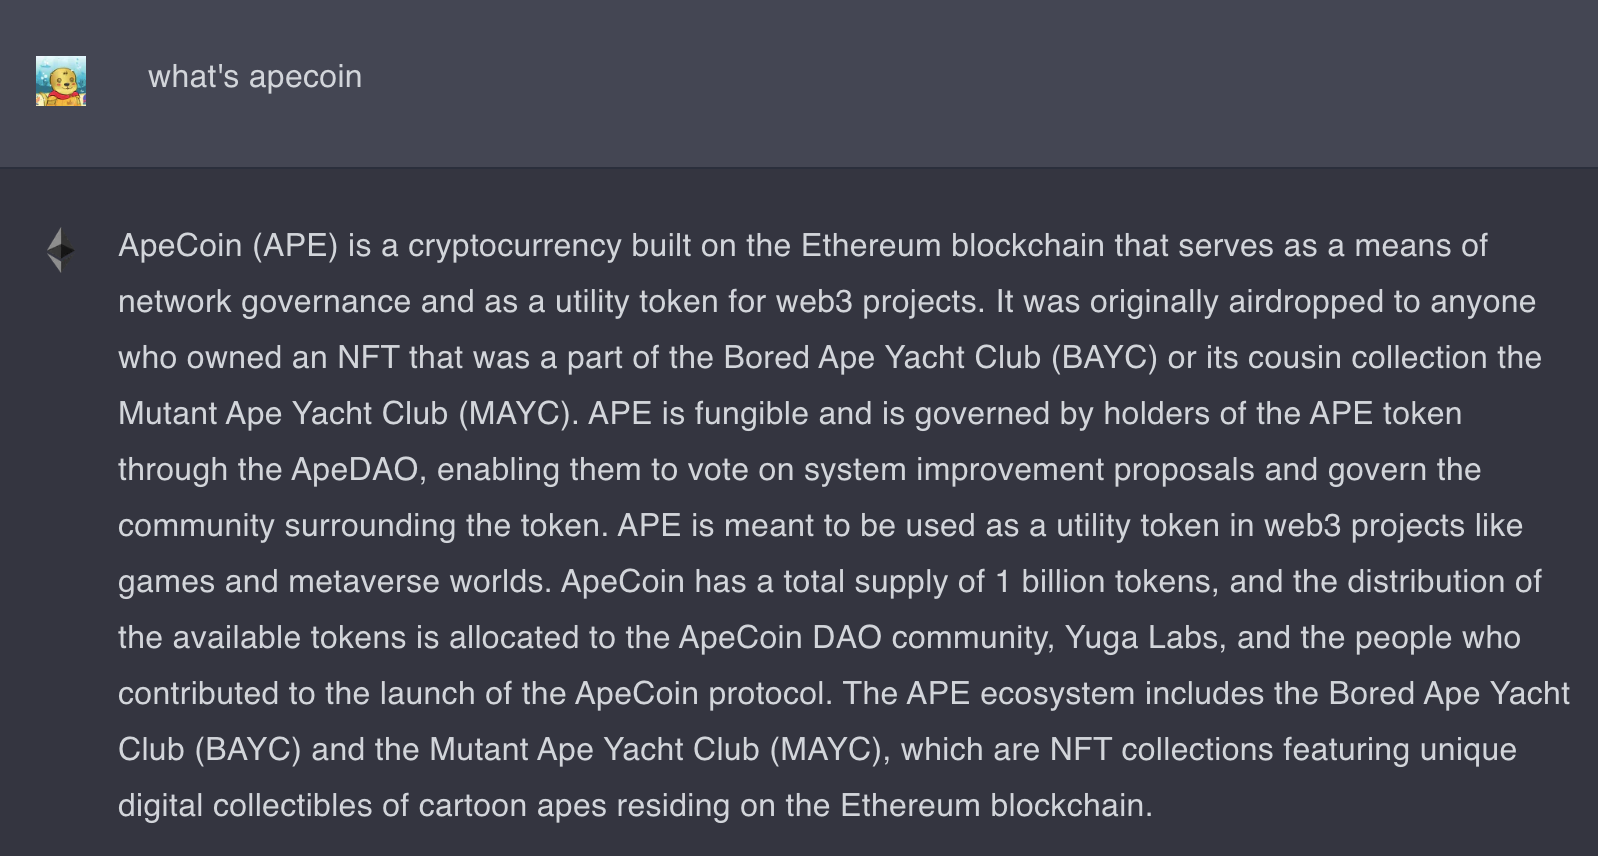 what's apecoin
ApeCoin (APE) is a cryptocurrency built on the Ethereum blockchain that serves as a means of
network governance and as a utility token for web3 projects. It was originally airdropped to anyone
who owned an NFT that was a part of the Bored Ape Yacht Club (BAYC) or its cousin collection the
Mutant Ape Yacht Club (MAYC). APE is fungible and is governed by holders of the APE token
through the ApeDAO, enabling them to vote on system improvement proposals and govern the
community surrounding the token. APE is meant to be used as a utility token in web3 projects like
games and metaverse worlds. ApeCoin has a total supply of 1 billion tokens, and the distribution of
the available tokens is allocated to the ApeCoin DAO community, Yuga Labs, and the people who
contributed to the launch of the ApeCoin protocol. The APE ecosystem includes the Bored Ape Yacht
Club (BAYC) and the Mutant Ape Yacht Club (MAYC), which are NFT collections featuring unique
digital collectibles of cartoon apes residing on the Ethereum blockchain.